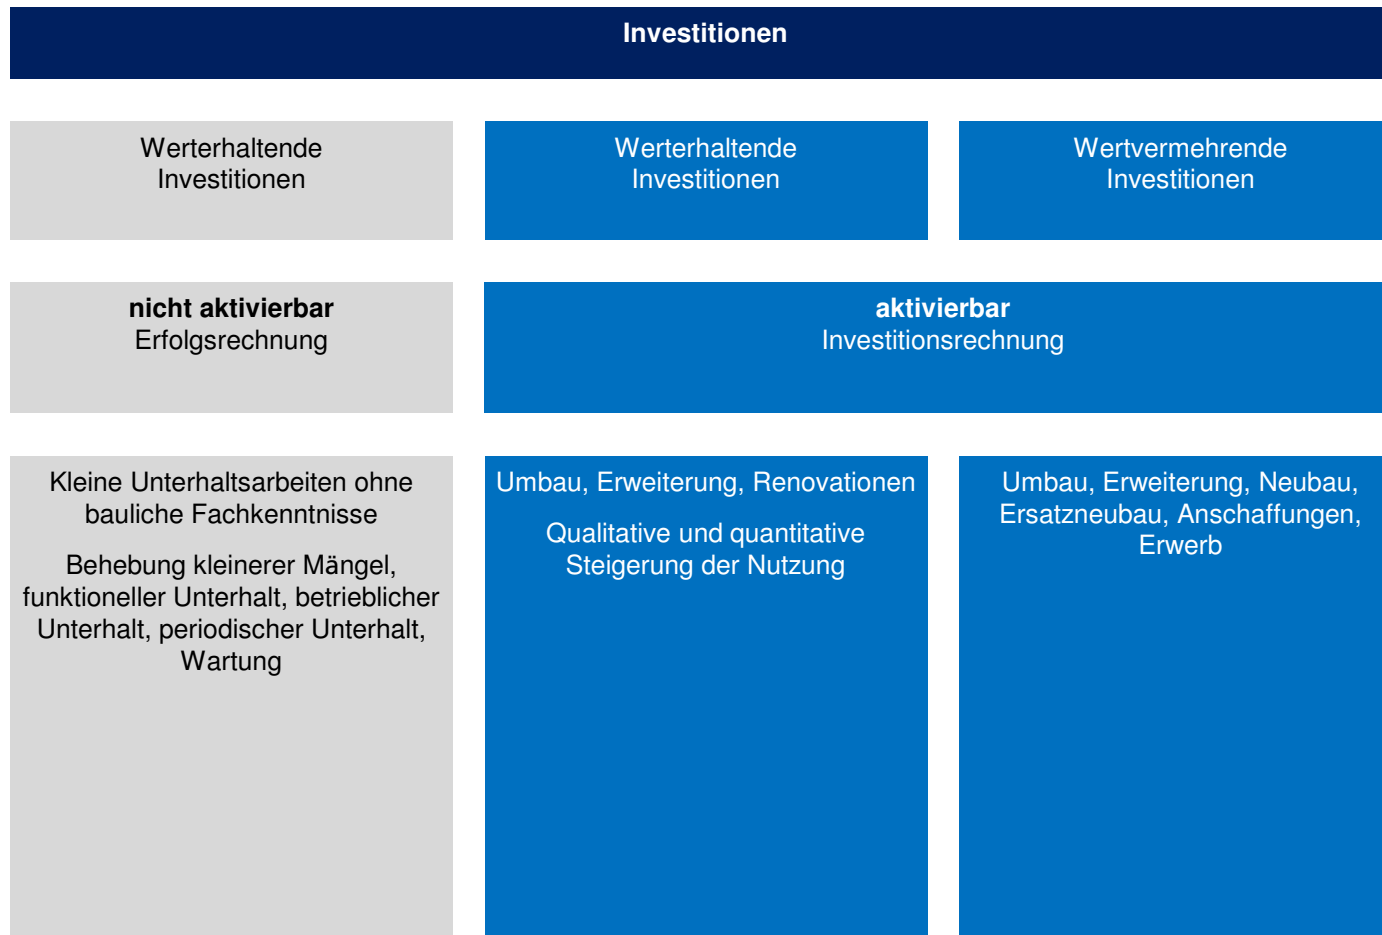 Investitionen
Werterhaltende
Investitionen
Werterhaltende
Investitionen
Wertvermehrende
Investitionen
nicht aktivierbar
Erfolgsrechnung
aktivierbar
Investitionsrechnung
Kleine Unterhaltsarbeiten ohne
bauliche Fachkenntnisse
Behebung kleinerer Mängel,
funktioneller Unterhalt, betrieblicher
Unterhalt, periodischer Unterhalt,
Wartung
Umbau, Erweiterung, Renovationen
Qualitative und quantitative
Steigerung der Nutzung
Umbau, Erweiterung, Neubau,
Ersatzneubau, Anschaffungen,
Erwerb